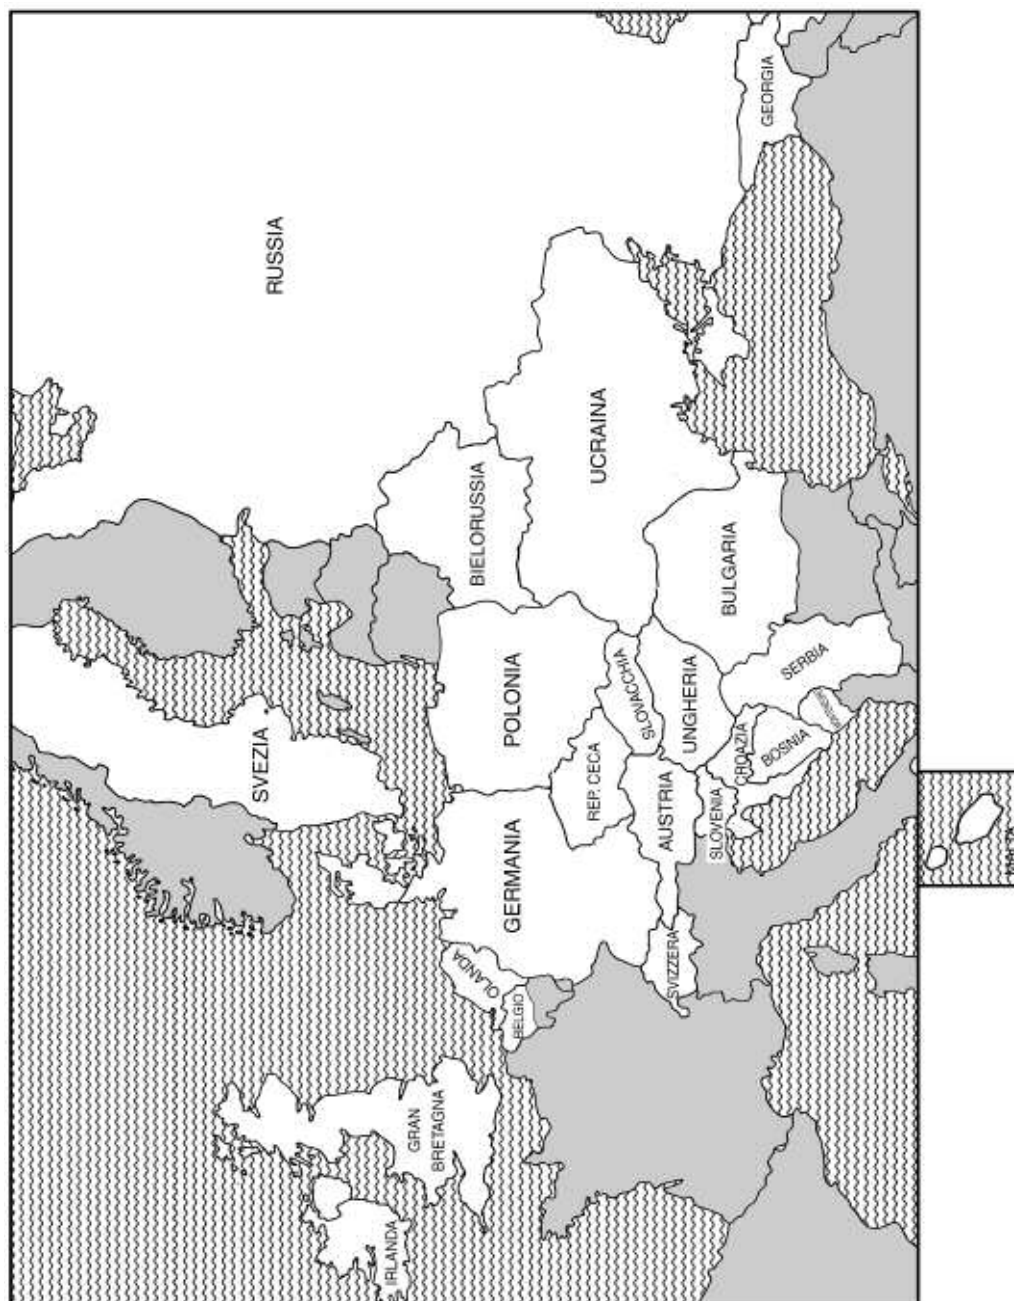 RUSSIA
GEORGIA
UCRAINA
BIELORUSSIA
BULGARIA
POLONIA
SLOVACCHIA
UNGHERIA
SERBIA
SVEZIA
REP. CECA
CROAZIA
BOSNIA
AUSTRIA
SLOVENIA
GERMANIA
MALTA
OLANDA
BELGIO
SVIZZERA
GRAN
BRETAGNA
IRLANDA